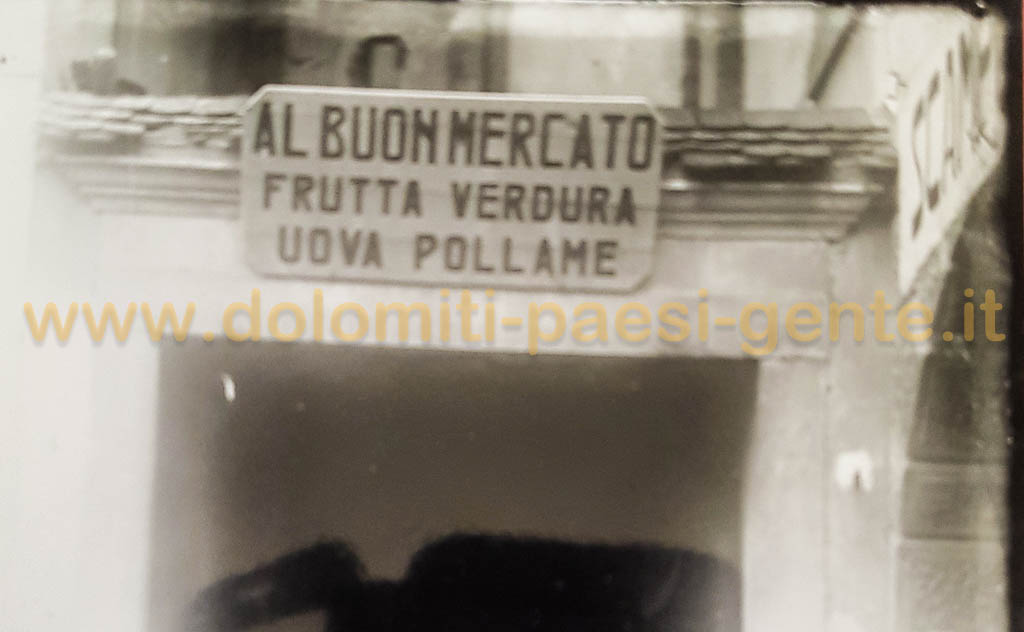 AL BUON MERCATO
FRUTTA VERDURA
UOVA POLLAME
www.dolomiti-paesi-gente.it